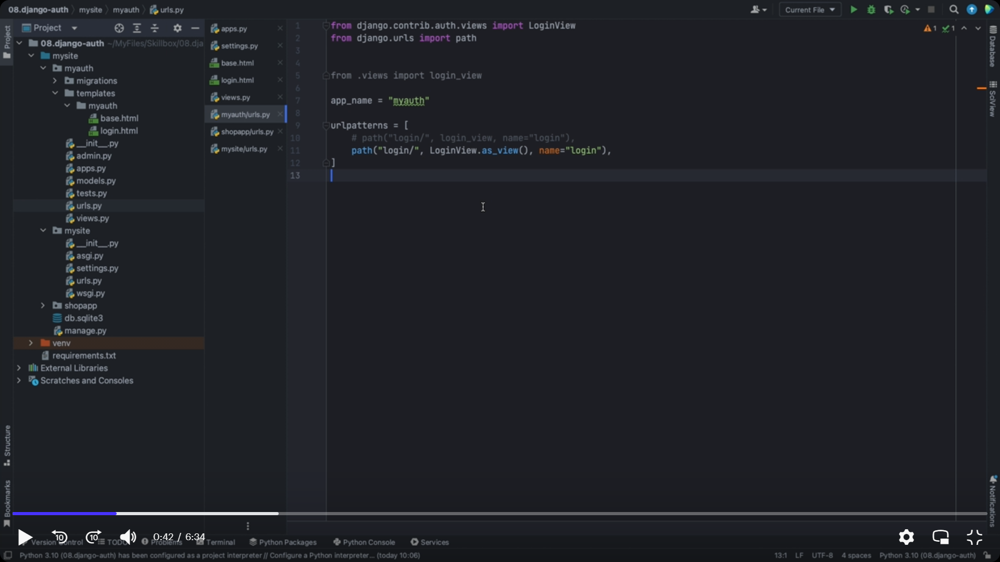 08.django-auth mysite myauth urls.py
Current File
Project
Project
08.django-auth ~/MyFiles/Skillbox/08.dja
mysite
myauth
migrations
templates
myauth
base.html
login.html
__init__.py
admin.py
apps.py
models.py
tests.py
urls.py
views.py
mysite
__init__.py
asgi.py
settings.py
urls.py
wsgi.py
shopapp
db.sqlite3
manage.py
venv
requirements.txt
External Libraries
Scratches and Consoles
Structure
Bookmarks
apps.py
settings.py
base.html
login.html
views.py
myauth/urls.py
shopapp/urls.py
mysite/urls.py
1 from django.contrib.auth.views import LoginView
2 from django.urls import path
3
4
5 from .views import login_view
6
7 app_name = "myauth"
8
9 urlpatterns = [
10 # path("login/", login_view, name="login"),
11 path("login/", LoginView.as_view(), name="login"),
12 ]
13
1 1
Database
SciView
Notifications
10 10 0:42 / 6:34
Version Control TODO Problems Terminal Python Packages Python Console Services
Python 3.10 (08.django-auth) has been configured as a project interpreter // Configure a Python interpreter... (today 10:06)
13:1 LF UTF-8 4 spaces Python 3.10 (08.django-auth)